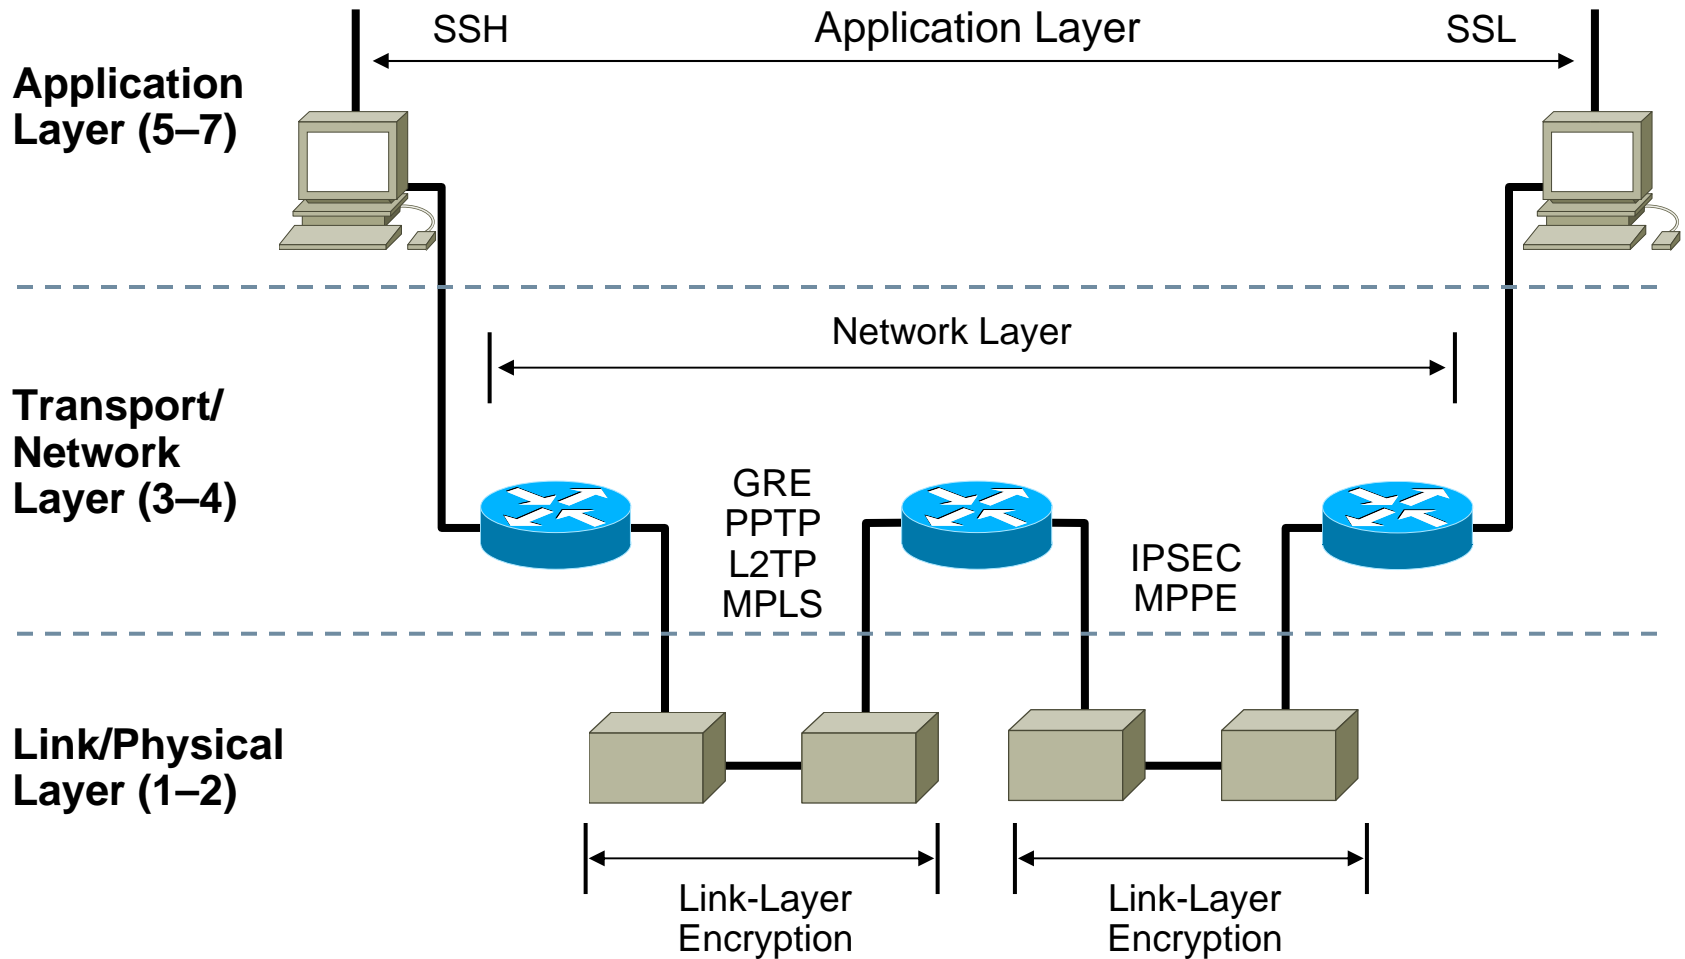 SSH
Application Layer
SSL
Application
Layer (5–7)
Network Layer
Transport/
Network
Layer (3–4)
GRE
PPTP
L2TP
MPLS
IPSEC
MPPE
Link/Physical
Layer (1–2)
Link-Layer
Encryption
Link-Layer
Encryption